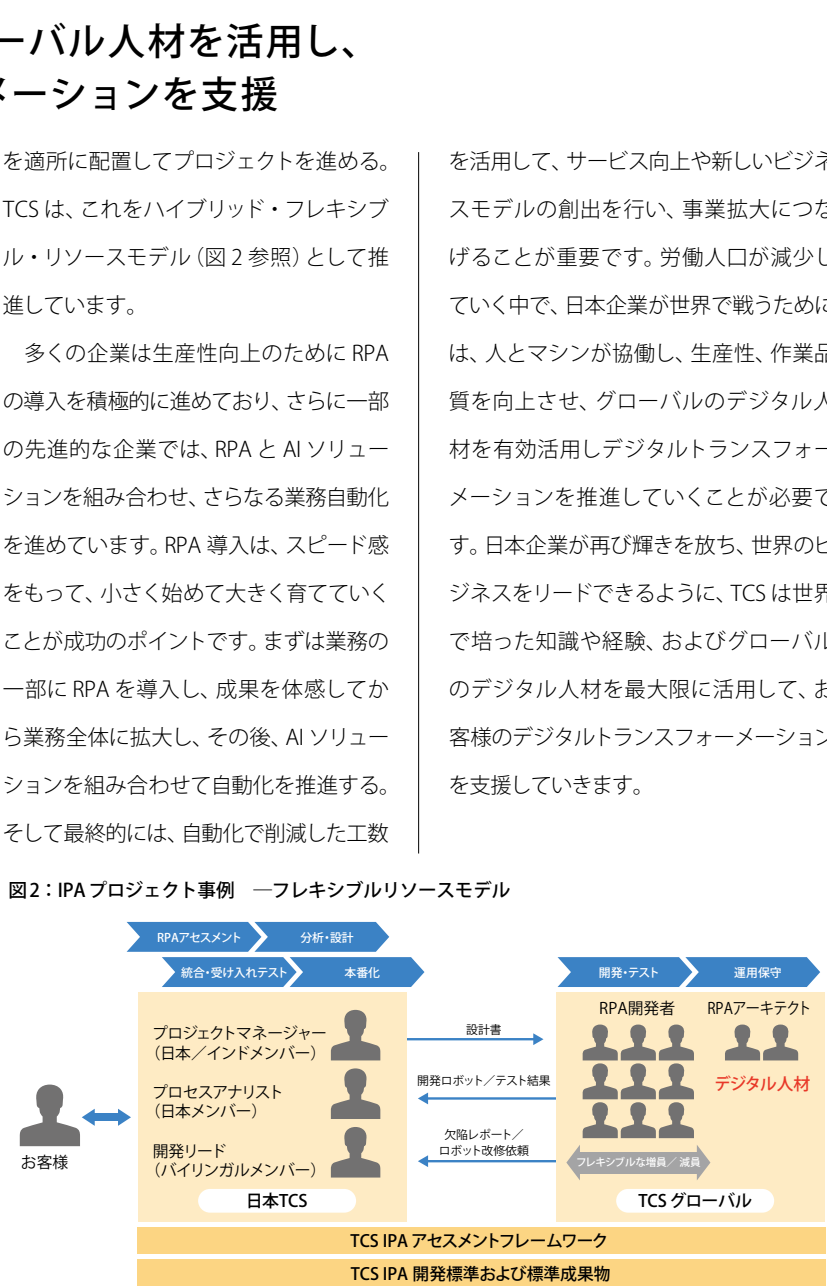 ーバル人材を活用し、
メーションを支援
を適所に配置してプロジェクトを進める。
TCS は、これをハイブリッド・フレキシブ
ル・リソースモデル（図 2 参照）として推
進しています。
多くの企業は生産性向上のために RPA
の導入を積極的に進めており、さらに一部
の先進的な企業では、RPA と AI ソリュー
ションを組み合わせ、さらなる業務自動化
を進めています。RPA 導入は、スピード感
をもって、小さく始めて大きく育てていく
ことが成功のポイントです。まずは業務の
一部に RPA を導入し、成果を体感してか
ら業務全体に拡大し、その後、AI ソリュー
ションを組み合わせて自動化を推進する。
そして最終的には、自動化で削減した工数
を活用して、サービス向上や新しいビジネ
スモデルの創出を行い、事業拡大につな
げることが重要です。労働人口が減少し
ていく中で、日本企業が世界で戦うために
は、人とマシンが協働し、生産性、作業品
質を向上させ、グローバルのデジタル人
材を有効活用しデジタルトランスフォー
メーションを推進していくことが必要で
す。日本企業が再び輝きを放ち、世界のビ
ジネスをリードできるように、TCS は世界
で培った知識や経験、およびグローバル
のデジタル人材を最大限に活用して、お
客様のデジタルトランスフォーメーション
を支援していきます。
図2：IPA プロジェクト事例　―フレキシブルリソースモデル
RPAアセスメント
分析・設計
統合・受け入れテスト
本番化
開発・テスト
運用保守
プロジェクトマネージャー
（日本／インドメンバー）
プロセスアナリスト
（日本メンバー）
開発リード
（バイリンガルメンバー）
日本TCS
お客様
設計書
開発ロボット／テスト結果
欠陥レポート／
ロボット改修依頼
RPA開発者
RPAアーキテクト
デジタル人材
フレキシブルな増員／ 減員
TCS グローバル
TCS IPA アセスメントフレームワーク
TCS IPA 開発標準および標準成果物